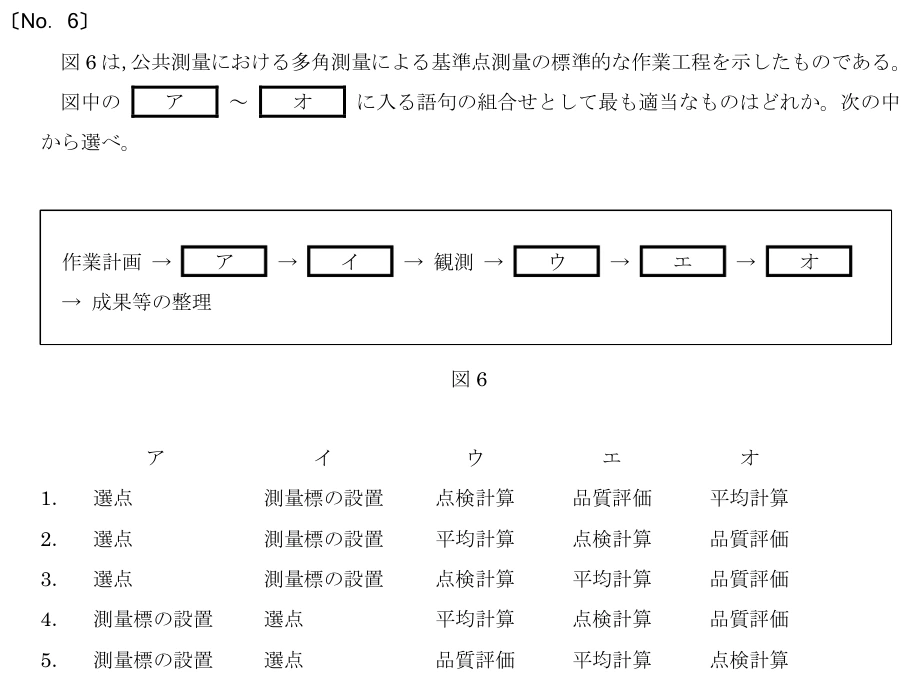 〔No. 6〕
図6は,公共測量における多角測量による基準点測量の標準的な作業工程を示したものである。
図中の ア ～ オ に入る語句の組合せとして最も適当なものはどれか。次の中
から選べ。
作業計画 → ア → イ → 観測 → ウ → エ → オ
→ 成果等の整理
図6
ア イ ウ エ オ
1. 選点 測量標の設置 点検計算 品質評価 平均計算
2. 選点 測量標の設置 平均計算 点検計算 品質評価
3. 選点 測量標の設置 点検計算 平均計算 品質評価
4. 測量標の設置 選点 平均計算 点検計算 品質評価
5. 測量標の設置 選点 品質評価 平均計算 点検計算